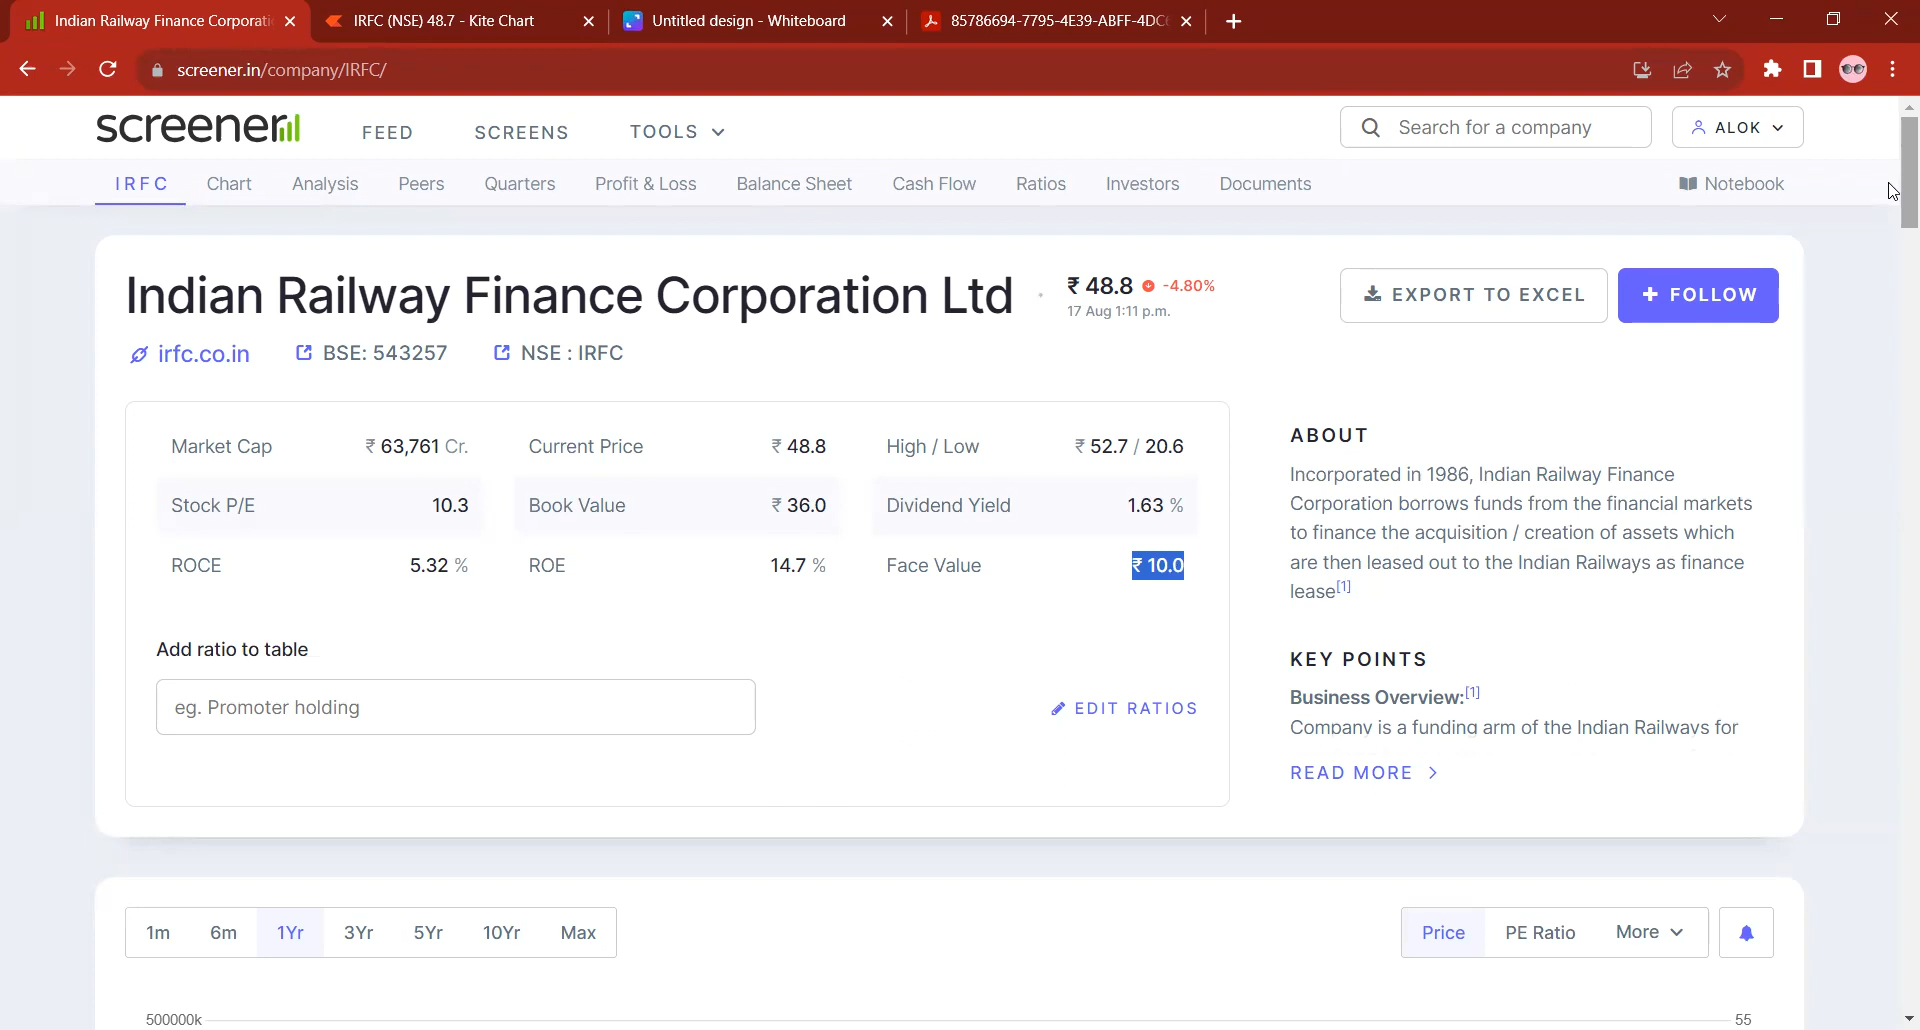 Indian Railway Finance Corporati
IRFC (NSE) 48.7 - Kite Chart
Untitled design - Whiteboard
85786694-7795-4E39-ABFF-4DC
screener.in/company/IRFC/
screener
FEED
SCREENS
TOOLS
Search for a company
ALOK
IRFC
Chart
Analysis
Peers
Quarters
Profit & Loss
Balance Sheet
Cash Flow
Ratios
Investors
Documents
Notebook
Indian Railway Finance Corporation Ltd
₹ 48.8 -4.80%
17 Aug 1:11 p.m.
EXPORT TO EXCEL
+ FOLLOW
irfc.co.in
BSE: 543257
NSE : IRFC
Market Cap ₹ 63,761 Cr.
Current Price ₹ 48.8
High / Low ₹ 52.7 / 20.6
Stock P/E 10.3
Book Value ₹ 36.0
Dividend Yield 1.63 %
ROCE 5.32 %
ROE 14.7 %
Face Value ₹ 10.0
Add ratio to table
eg. Promoter holding
EDIT RATIOS
ABOUT
Incorporated in 1986, Indian Railway Finance
Corporation borrows funds from the financial markets
to finance the acquisition / creation of assets which
are then leased out to the Indian Railways as finance
lease[1]
KEY POINTS
Business Overview:[1]
Company is a funding arm of the Indian Railways for
READ MORE
1m
6m
1Yr
3Yr
5Yr
10Yr
Max
Price
PE Ratio
More
500000k
55